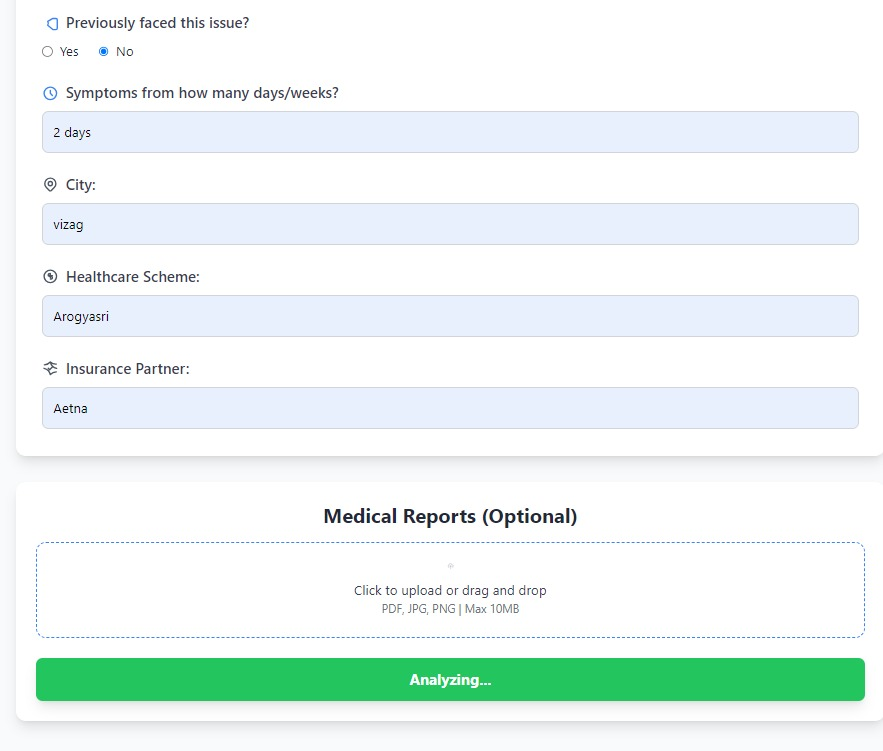 Previously faced this issue?
Yes No
Symptoms from how many days/weeks?
2 days
City:
vizag
Healthcare Scheme:
Arogyasri
Insurance Partner:
Aetna
Medical Reports (Optional)
Click to upload or drag and drop
PDF, JPG, PNG | Max 10MB
Analyzing...